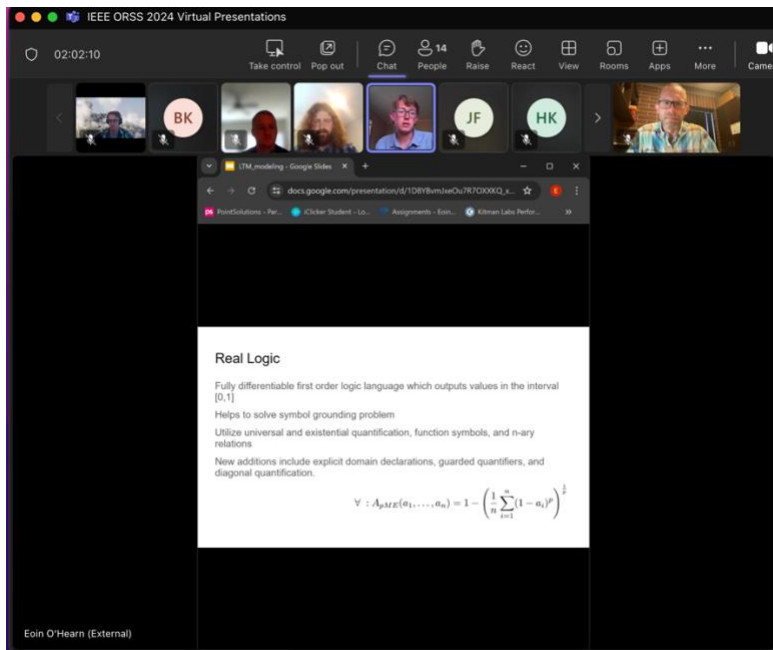 IEEE ORSS 2024 Virtual Presentations
02:02:10
Take control Pop out Chat 14 People Raise React View Rooms Apps More Came
BK JF HK
LTM_modeling - Google Slides
docs.google.com/presentation/d/
PointSolutions - Par... iClicker Student - Lo... Assignments - Eoin... Kitman Labs Perfor...
Real Logic
Fully differentiable first order logic language which outputs values in the interval
[0,1]
Helps to solve symbol grounding problem
Utilize universal and existential quantification, function symbols, and n-ary
relations
New additions include explicit domain declarations, guarded quantifiers, and
diagonal quantification.
∀ : A_{pME}(a_1, . . . , a_n) = 1 − (1/n ∑_{i=1}^{n} (1 − a_i)^p)^{1/p}
Eoin O'Hearn (External)